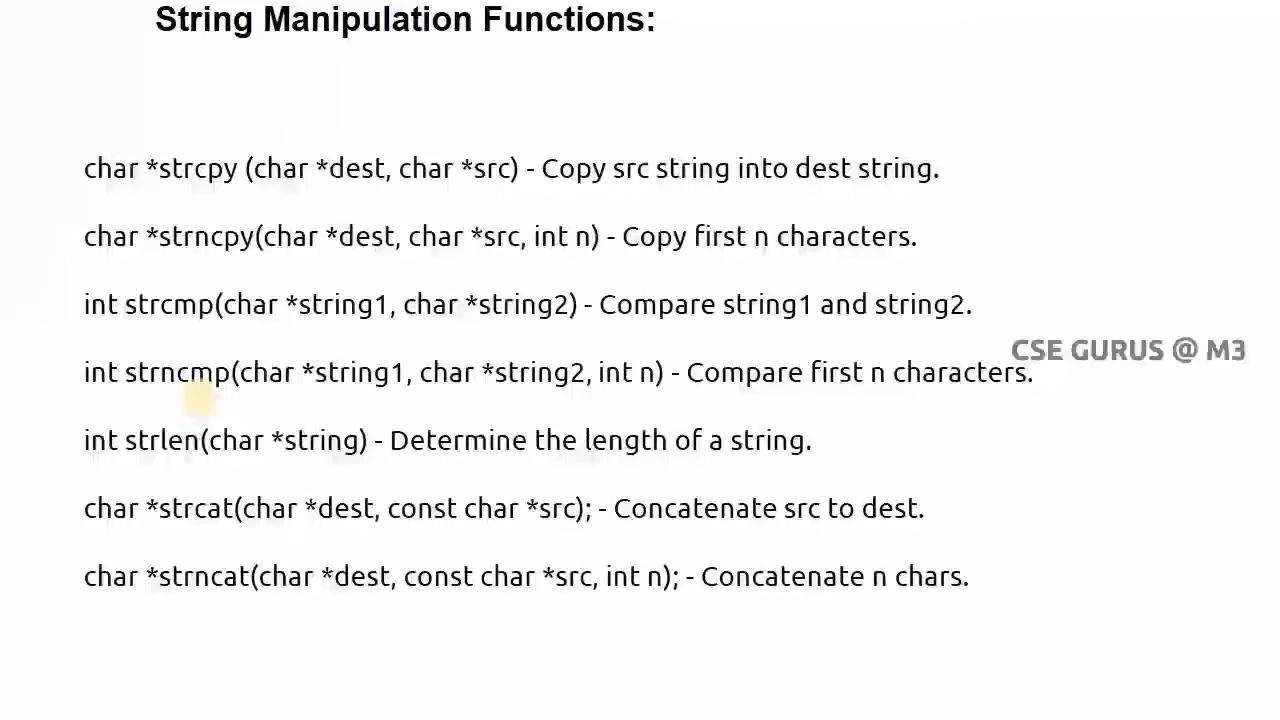 String Manipulation Functions:
char *strcpy (char *dest, char *src) - Copy src string into dest string.
char *strncpy(char *dest, char *src, int n) - Copy first n characters.
int strcmp(char *string1, char *string2) - Compare string1 and string2.
CSE GURUS @ M3
int strncmp(char *string1, char *string2, int n) - Compare first n characters.
int strlen(char *string) - Determine the length of a string.
char *strcat(char *dest, const char *src); - Concatenate src to dest.
char *strncat(char *dest, const char *src, int n); - Concatenate n chars.